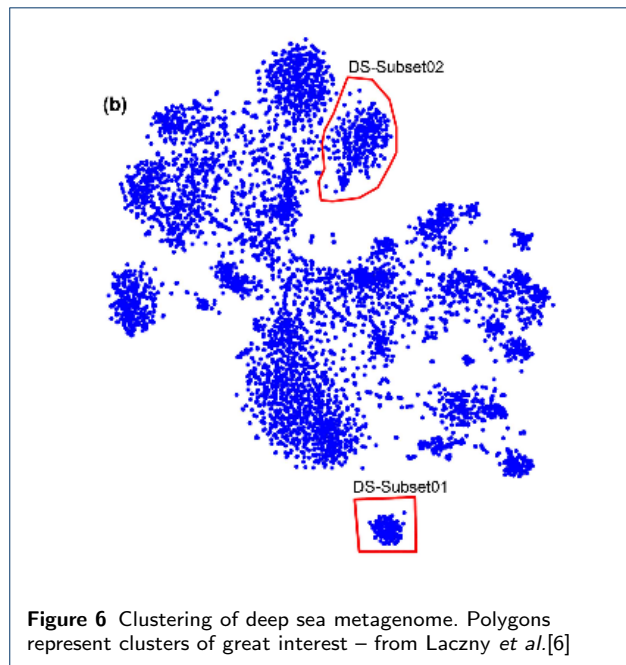 DS-Subset02
(b)
DS-Subset01
Figure 6 Clustering of deep sea metagenome. Polygons
represent clusters of great interest – from Laczny et al.[6]